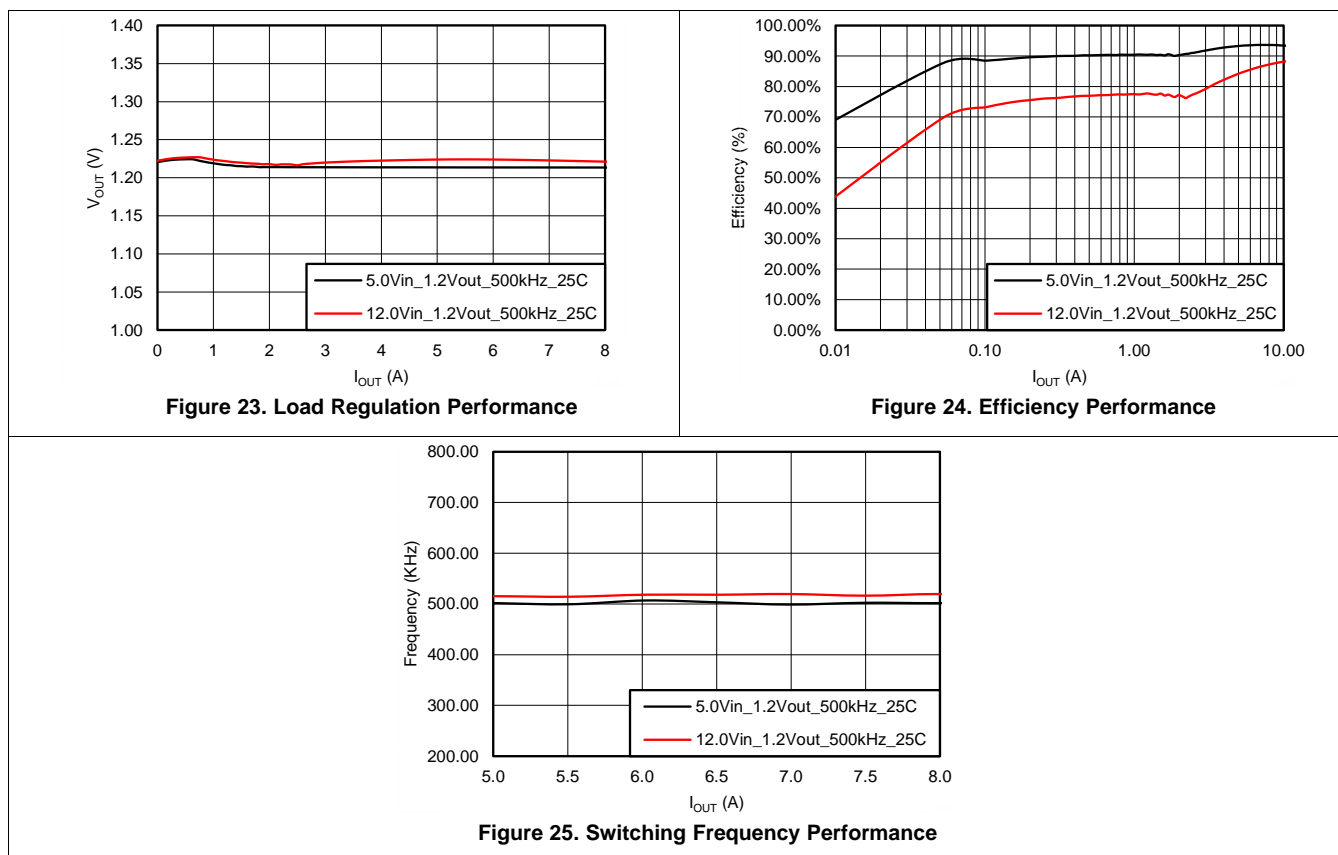 1.40
1.35
1.30
1.25
1.20
1.15
1.10
1.05
1.00
VOUT (V)
5.0Vin_1.2Vout_500kHz_25C
12.0Vin_1.2Vout_500kHz_25C
0 1 2 3 4 5 6 7 8
IOUT (A)
Figure 23. Load Regulation Performance
100.00%
90.00%
80.00%
70.00%
60.00%
50.00%
40.00%
30.00%
20.00%
10.00%
0.00%
Efficiency (%)
5.0Vin_1.2Vout_500kHz_25C
12.0Vin_1.2Vout_500kHz_25C
0.01 0.10 1.00 10.00
IOUT (A)
Figure 24. Efficiency Performance
800.00
700.00
600.00
500.00
400.00
300.00
200.00
Frequency (KHz)
5.0Vin_1.2Vout_500kHz_25C
12.0Vin_1.2Vout_500kHz_25C
5.0 5.5 6.0 6.5 7.0 7.5 8.0
IOUT (A)
Figure 25. Switching Frequency Performance